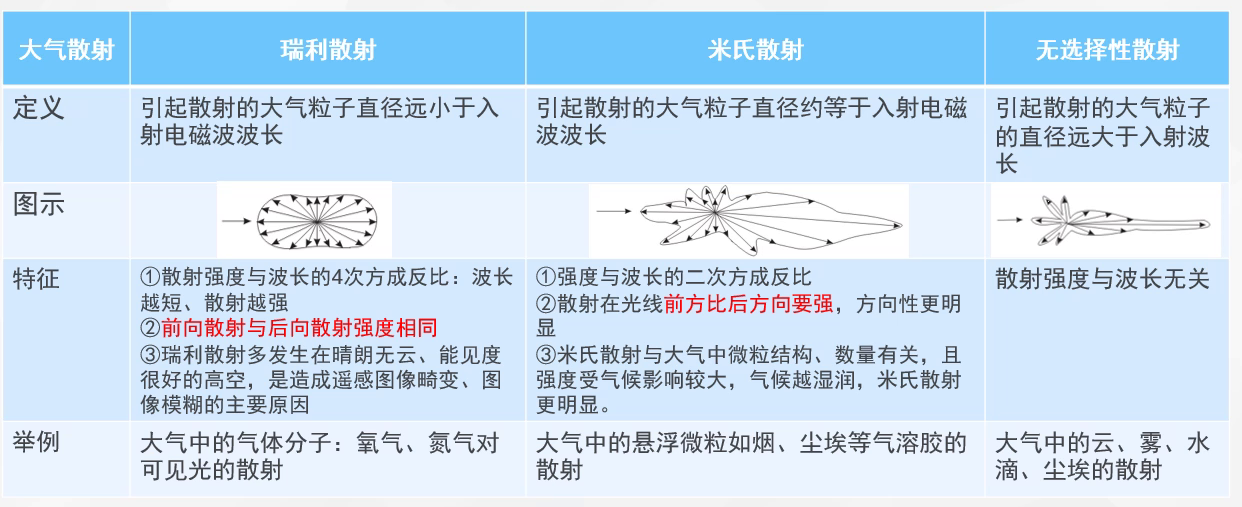 大气散射
瑞利散射
米氏散射
无选择性散射
定义
引起散射的大气粒子直径远小于入
射电磁波波长
引起散射的大气粒子直径约等于入射电磁
波波长
引起散射的大气粒子
的直径远大于入射波
长
图示
特征
①散射强度与波长的4次方成反比：波长
越短、散射越强
②前向散射与后向散射强度相同
③瑞利散射多发生在晴朗无云、能见度
很好的高空，是造成遥感图像畸变、图
像模糊的主要原因
①强度与波长的二次方成反比
②散射在光线前方比后方向要强，方向性更明
显
③米氏散射与大气中微粒结构、数量有关，且
强度受气候影响较大，气候越湿润，米氏散射
更明显。
散射强度与波长无关
举例
大气中的气体分子：氧气、氮气对
可见光的散射
大气中的悬浮微粒如烟、尘埃等气溶胶的
散射
大气中的云、雾、水
滴、尘埃的散射